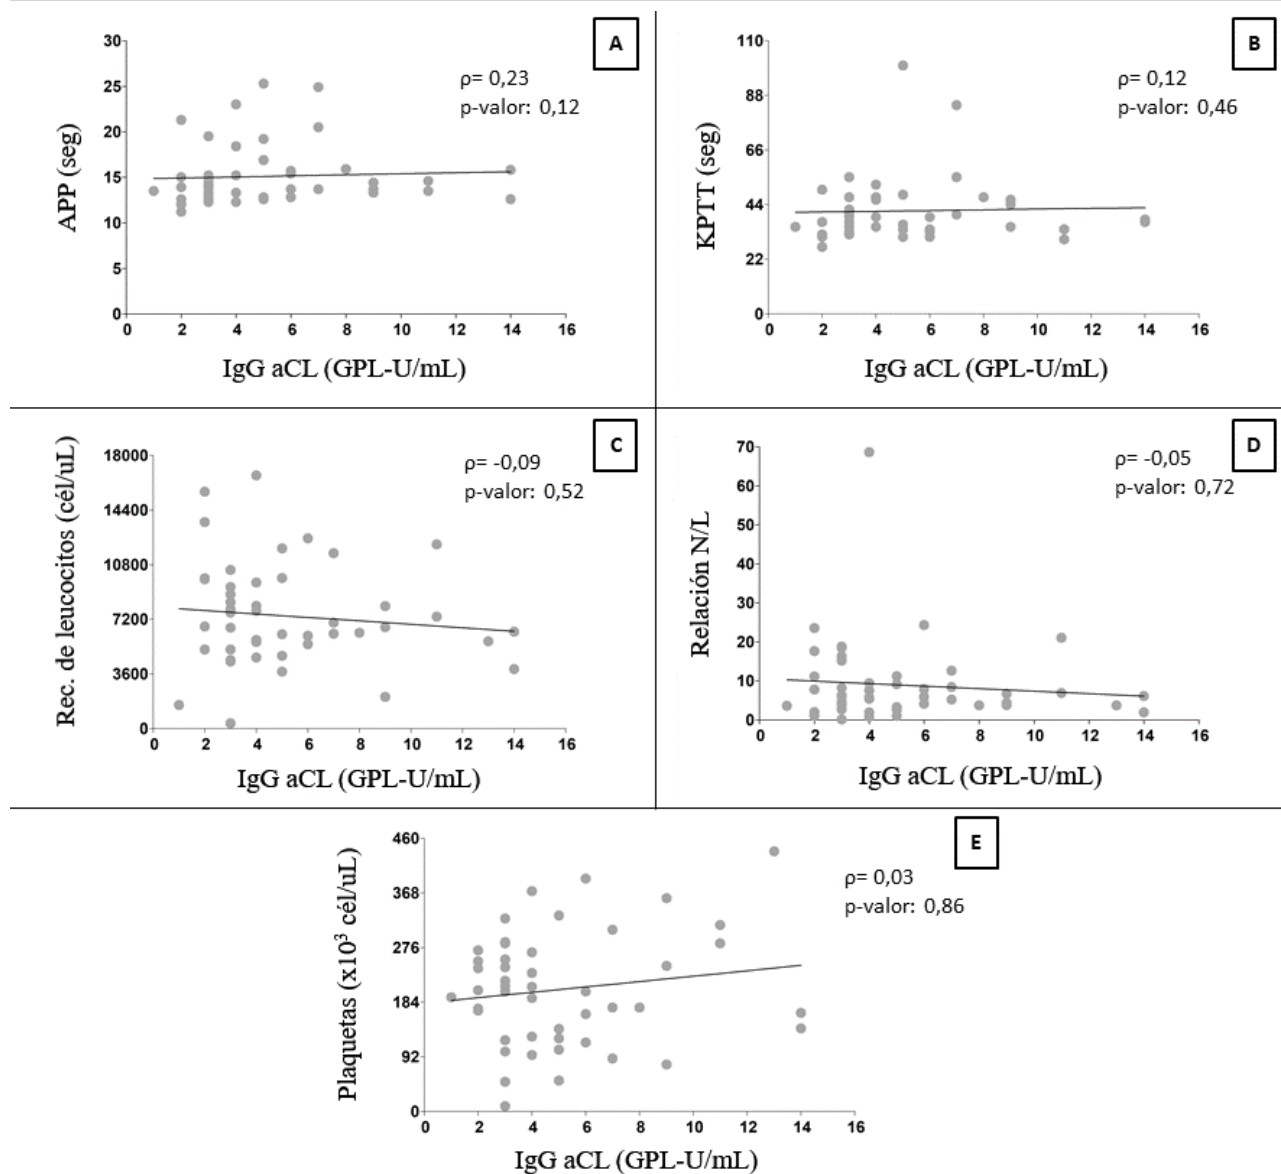 A
ρ= 0,23
p-valor: 0,12
APP (seg)
30
25
20
15
10
5
0
0 2 4 6 8 10 12 14 16
IgG aCL (GPL-U/mL)
B
ρ= 0,12
p-valor: 0,46
KPTT (seg)
110
88
66
44
22
0
0 2 4 6 8 10 12 14 16
IgG aCL (GPL-U/mL)
C
ρ= -0,09
p-valor: 0,52
Rec. de leucocitos (cél/uL)
18000
14400
10800
7200
3600
0
0 2 4 6 8 10 12 14 16
IgG aCL (GPL-U/mL)
D
ρ= -0,05
p-valor: 0,72
Relación N/L
70
60
50
40
30
20
10
0
0 2 4 6 8 10 12 14 16
IgG aCL (GPL-U/mL)
E
ρ= 0,03
p-valor: 0,86
Plaquetas (x10³ cél/uL)
460
368
276
184
92
0
0 2 4 6 8 10 12 14 16
IgG aCL (GPL-U/mL)